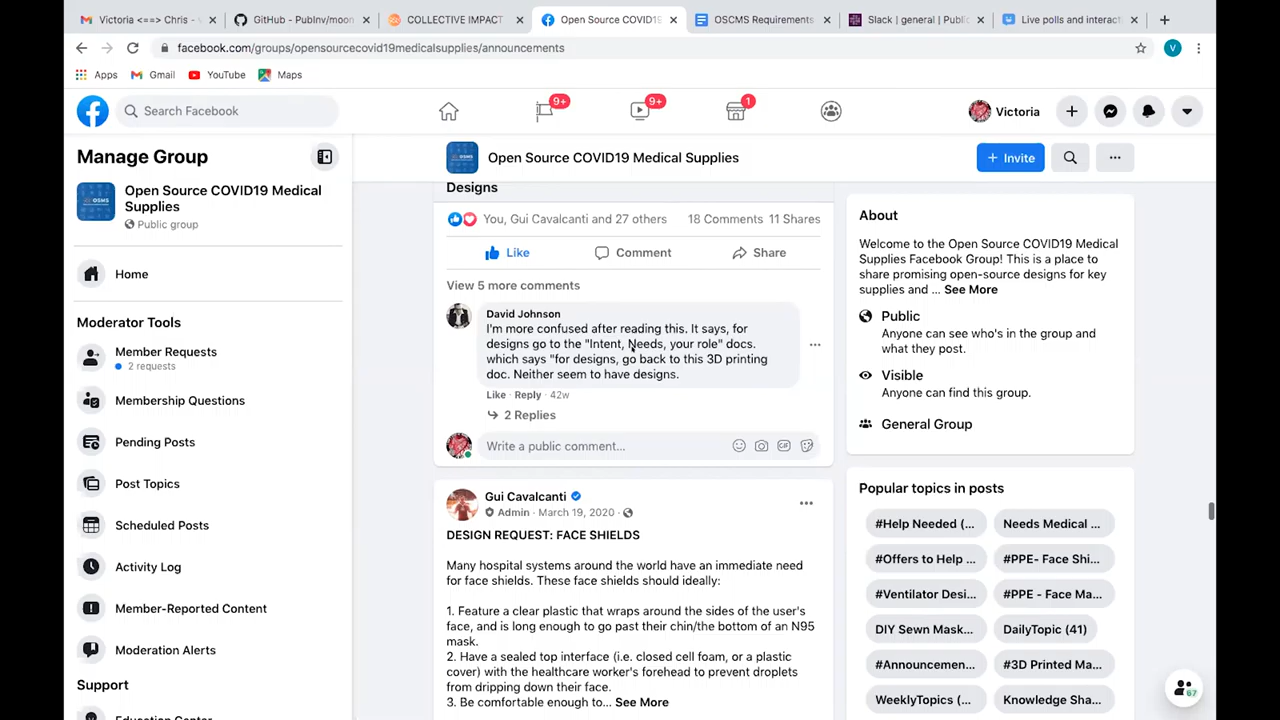 Victoria <==> Chris -
GitHub - PubInv/moon
COLLECTIVE IMPACT
Open Source COVID19
OSCMS Requirements
Slack | general | Public
Live polls and interact
facebook.com/groups/opensourcecovid19medicalsupplies/announcements
V
Apps
Gmail
YouTube
Maps
Search Facebook
9+
9+
1
Victoria
Manage Group
Open Source COVID19 Medical Supplies
Invite
OSMS
Open Source COVID19 Medical
Supplies
Public group
Home
Moderator Tools
Member Requests
2 requests
Membership Questions
Pending Posts
Post Topics
Scheduled Posts
Activity Log
Member-Reported Content
Moderation Alerts
Support
Education Center
Designs
You, Gui Cavalcanti and 27 others
18 Comments 11 Shares
Like
Comment
Share
View 5 more comments
David Johnson
I'm more confused after reading this. It says, for
designs go to the "Intent, Needs, your role" docs.
which says "for designs, go back to this 3D printing
doc. Neither seem to have designs.
Like · Reply · 42w
2 Replies
Write a public comment...
Gui Cavalcanti
Admin · March 19, 2020 ·
DESIGN REQUEST: FACE SHIELDS
Many hospital systems around the world have an immediate need
for face shields. These face shields should ideally:
1. Feature a clear plastic that wraps around the sides of the user's
face, and is long enough to go past their chin/the bottom of an N95
mask.
2. Have a sealed top interface (i.e. closed cell foam, or a plastic
cover) with the healthcare worker's forehead to prevent droplets
from dripping down their face.
3. Be comfortable enough to... See More
About
Welcome to the Open Source COVID19 Medical
Supplies Facebook Group! This is a place to
share promising open-source designs for key
supplies and ... See More
Public
Anyone can see who's in the group and
what they post.
Visible
Anyone can find this group.
General Group
Popular topics in posts
#Help Needed (...
Needs Medical ...
#Offers to Help ...
#PPE- Face Shi...
#Ventilator Desi...
#PPE - Face Ma...
DIY Sewn Mask...
DailyTopic (41)
#Announcemen...
#3D Printed Ma...
WeeklyTopics (...
Knowledge Sha...